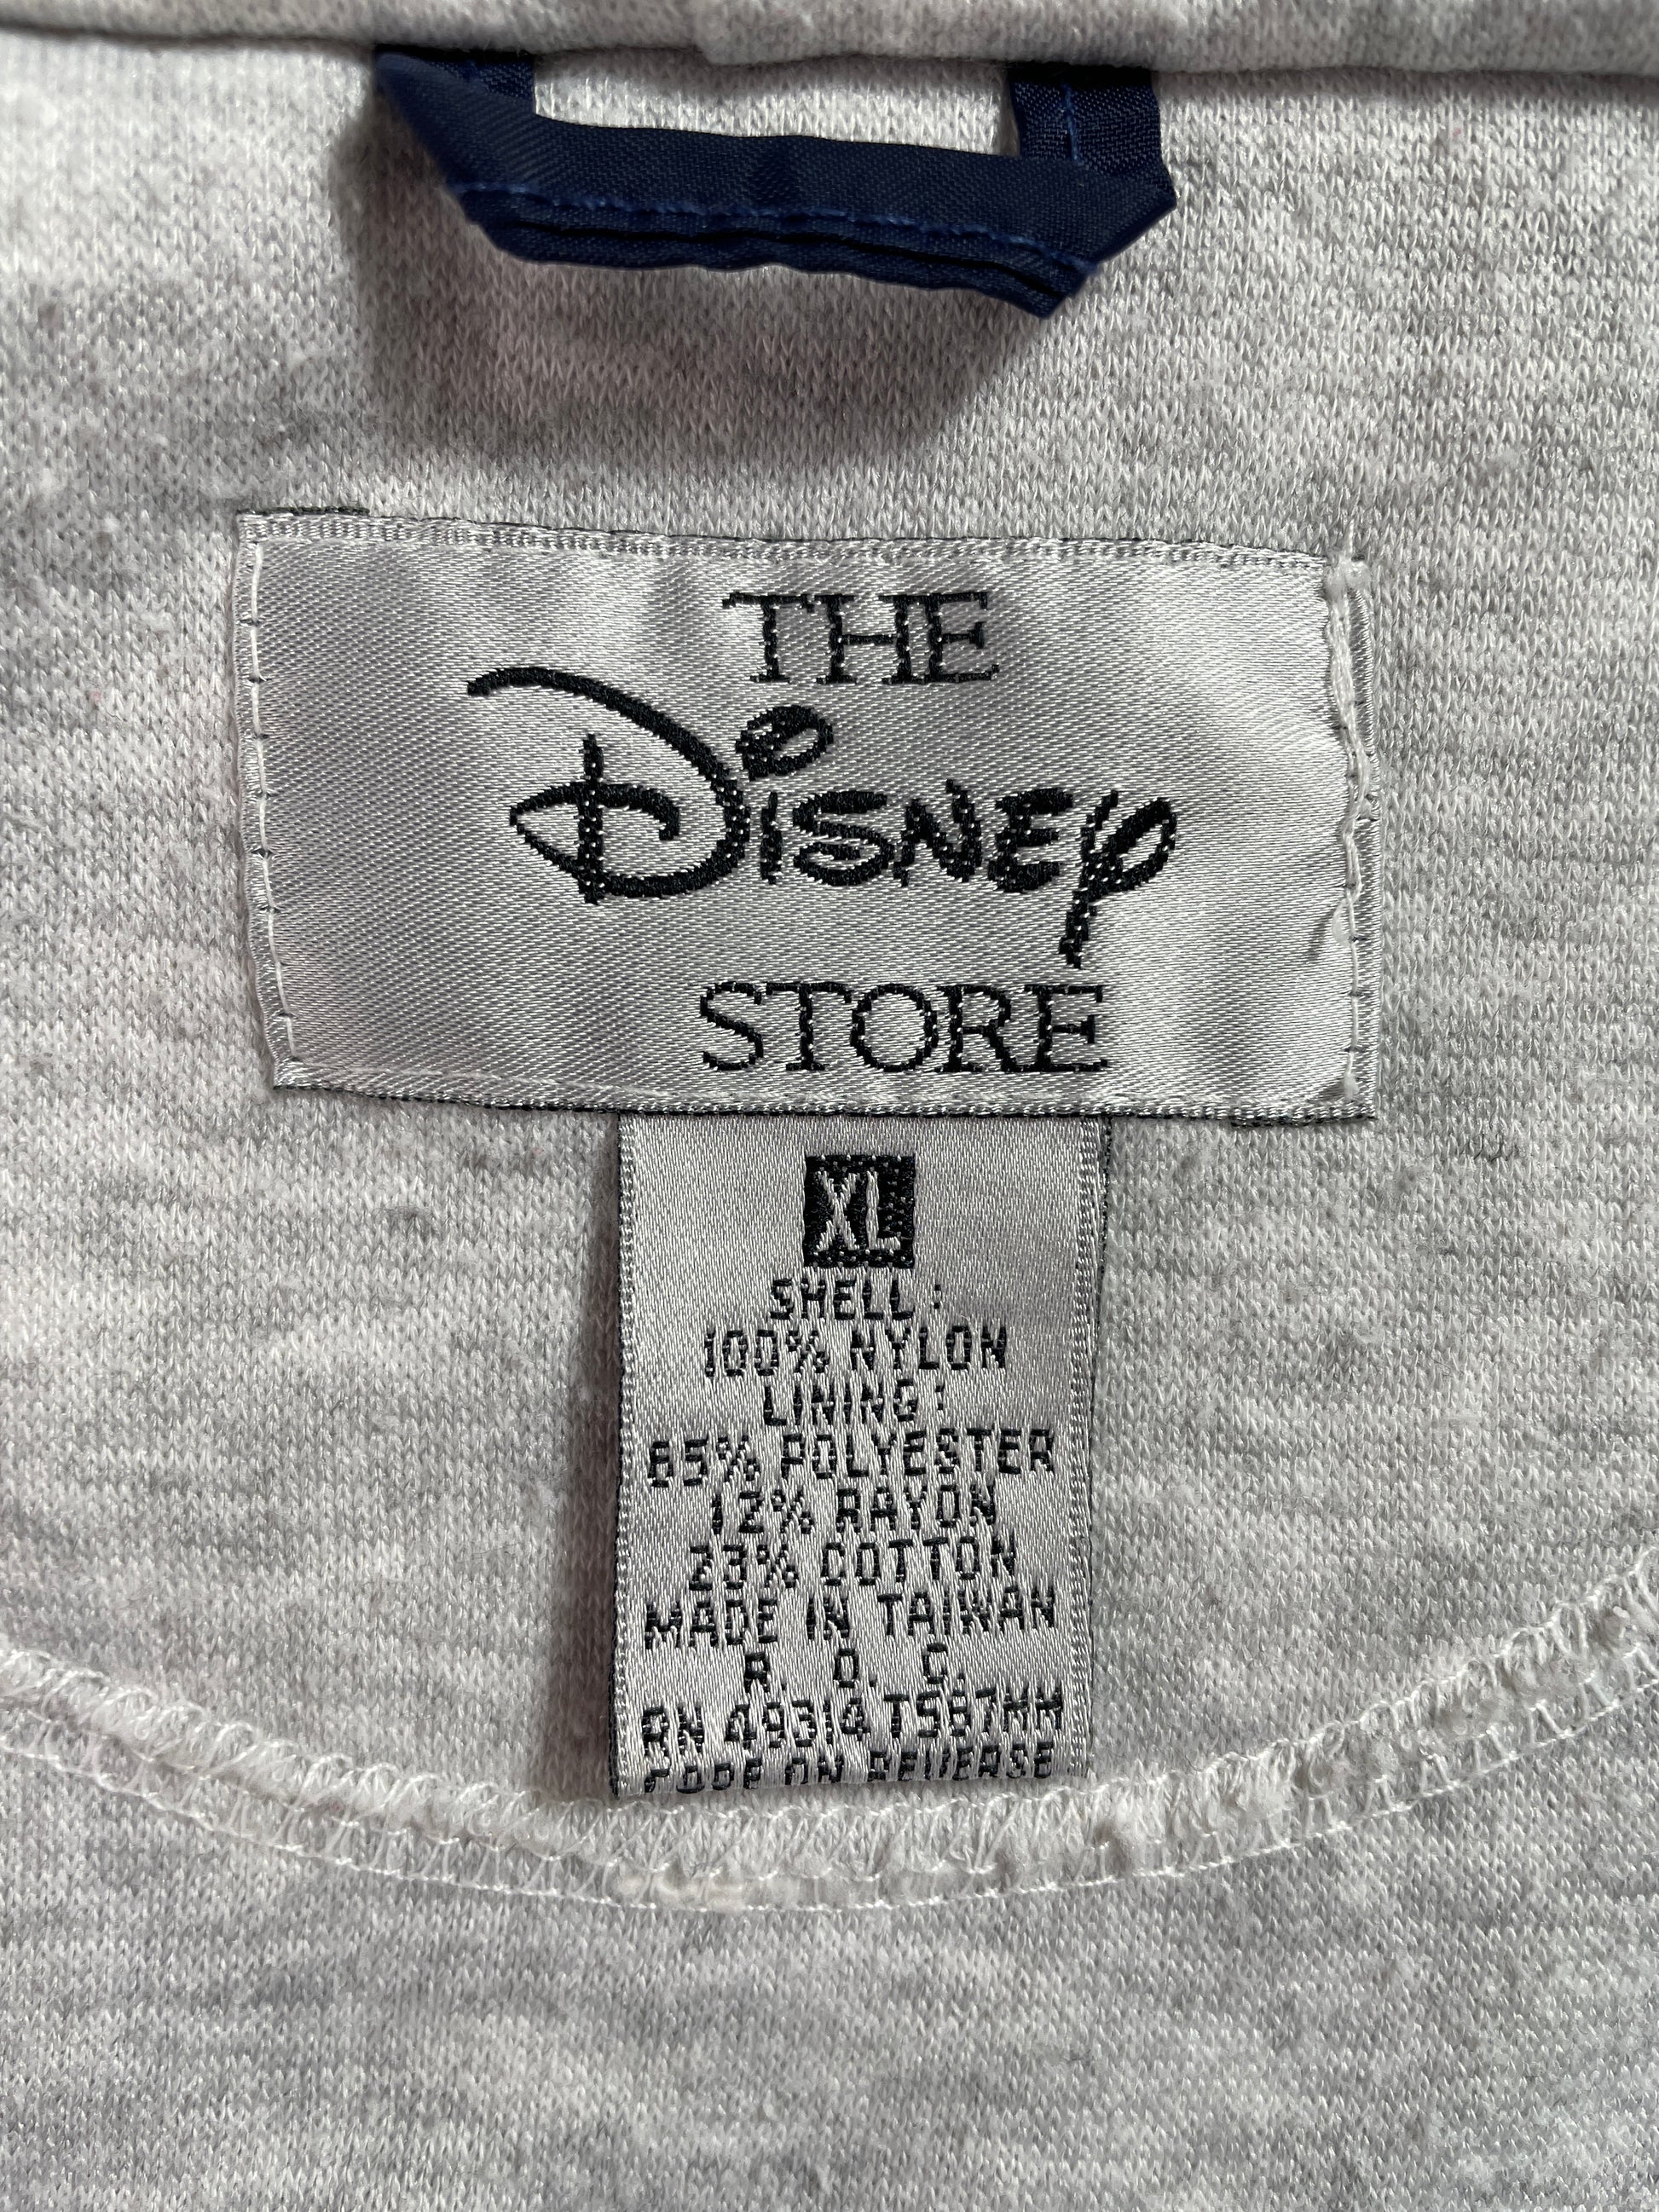 THE
Disney
STORE
XL
SHELL:
100% NYLON
LINING:
65% POLYESTER
12% RAYON
23% COTTON
MADE IN TAIWAN
R. O. C.
RN 49314 TS87HH
CODE ON REVERSE